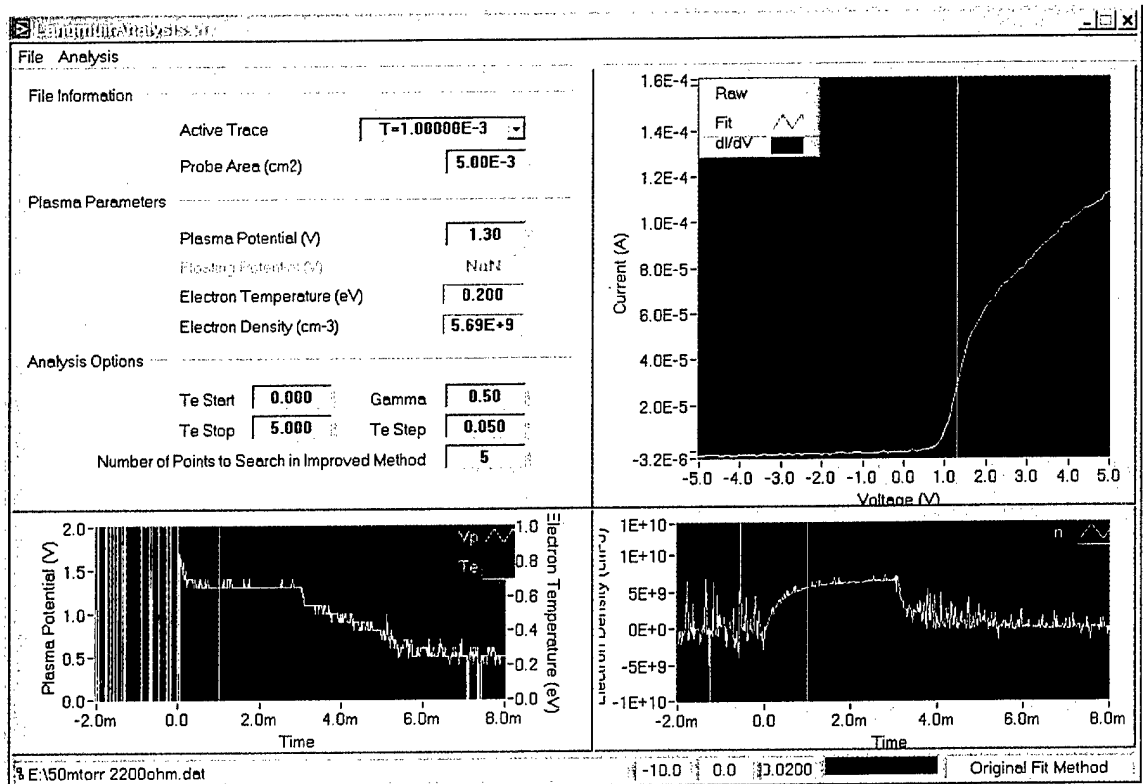 File Analysis
File Information
Active Trace T=1.00000E-3
Probe Area (cm2) 5.00E-3
Plasma Parameters
Plasma Potential (V) 1.30
Floating Potential (V) NaN
Electron Temperature (eV) 0.200
Electron Density (cm-3) 5.69E+9
Analysis Options
Te Start 0.000 Gamma 0.50
Te Stop 5.000 Te Step 0.050
Number of Points to Search in Improved Method 5
Raw
Fit
dI/dV
Current (A)
1.6E-4
1.4E-4
1.2E-4
1.0E-4
8.0E-5
6.0E-5
4.0E-5
2.0E-5
-3.2E-6
-5.0 -4.0 -3.0 -2.0 -1.0 0.0 1.0 2.0 3.0 4.0 5.0
Voltage (V)
Plasma Potential (V)
2.0
1.5
1.0
0.5
0.0
Vp
Te
1.0
0.8
0.6
0.4
0.2
0.0
Electron Temperature (eV)
-2.0m 0.0 2.0m 4.0m 6.0m 8.0m
Time
Electron Density
1E+10
1E+10
5E+9
0E+0
-5E+9
-1E+10
n
-2.0m 0.0 2.0m 4.0m 6.0m 8.0m
Time
E:\50mtorr 2200ohm.dat -10.0 0.0 0.0200 Original Fit Method